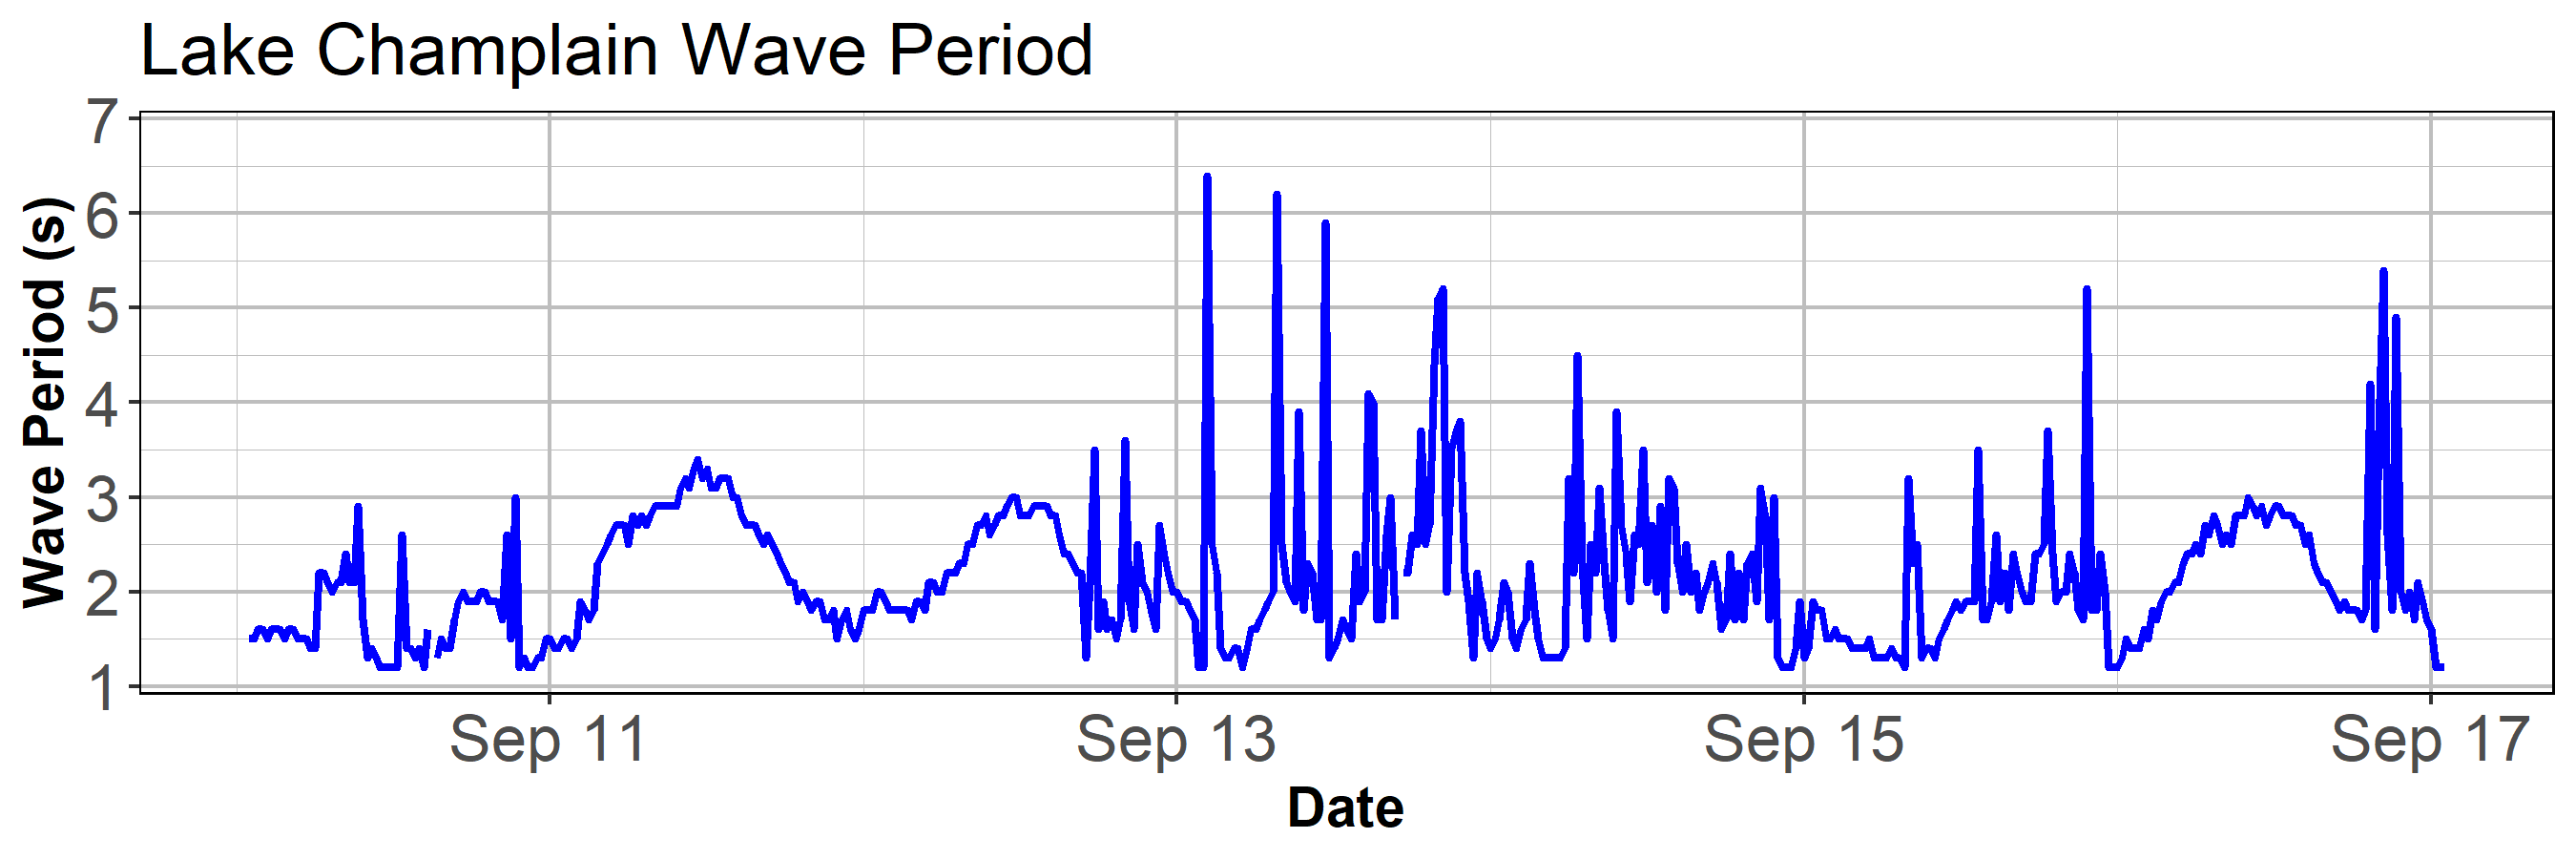 Lake Champlain Wave Period
Wave Period (s)
7
6
5
4
3
2
1
Sep 11
Sep 13
Sep 15
Sep 17
Date